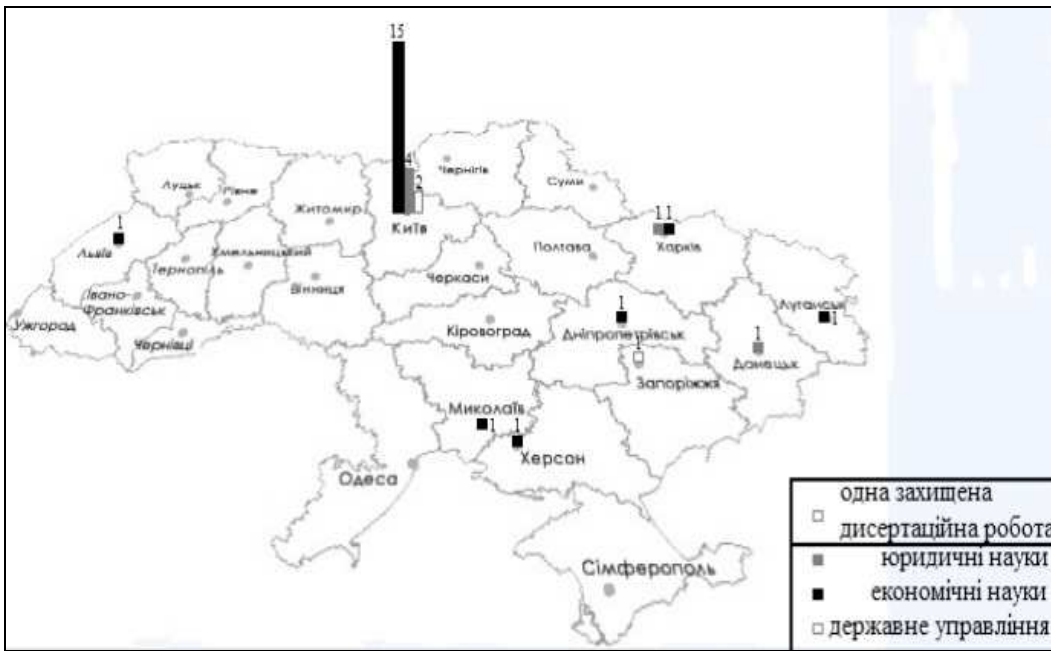 15
4
2
Чернігів
Суми
Луцьк
Рівне
Житомир
Київ
1
11
Львів
Полтава
Харків
Тернопіль
Хмельницький
Вінниця
Черкаси
Івано-
Франківськ
Ужгород
Чернівці
Кіровоград
1
Дніпропетрівськ
1
Запоріжжя
1
Донецьк
Луганськ
1
Миколаїв
1
1
Херсон
Одеса
Сімферополь
одна захищена
дисертаційна робота
юридичні науки
економічні науки
державне управління